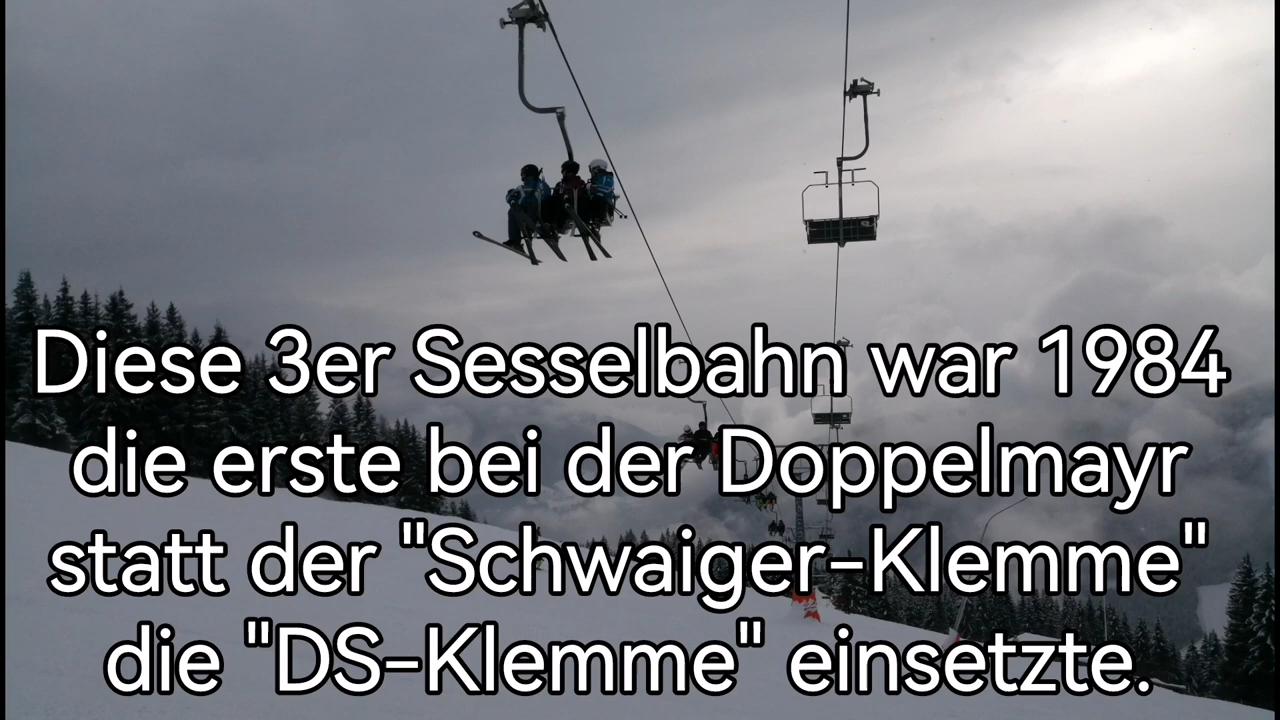 Diese 3er Sesselbahn war 1984
die erste bei der Doppelmayr
statt der "Schwaiger-Klemme"
die "DS-Klemme" einsetzte.